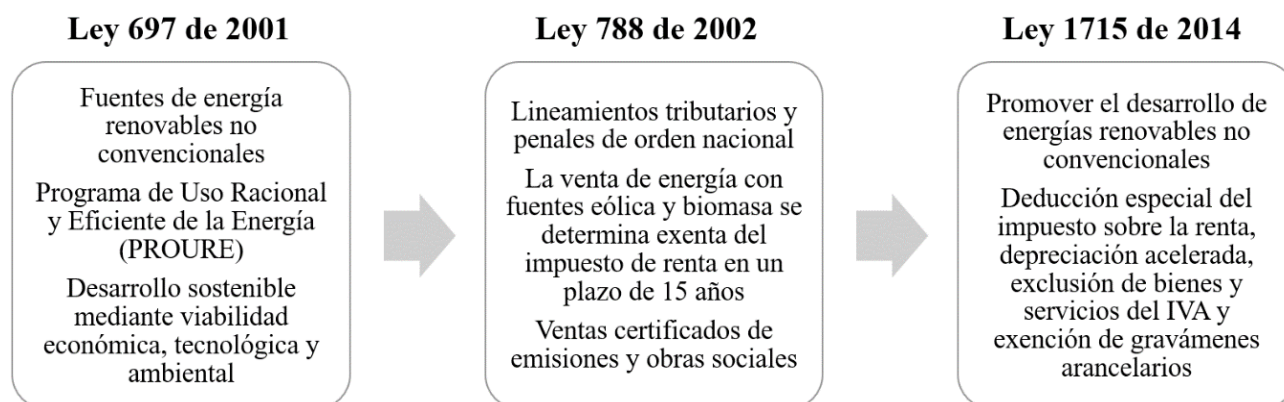 Ley 697 de 2001
Fuentes de energía
renovables no
convencionales
Programa de Uso Racional
y Eficiente de la Energía
(PROURE)
Desarrollo sostenible
mediante viabilidad
económica, tecnológica y
ambiental
Ley 788 de 2002
Lineamientos tributarios y
penales de orden nacional
La venta de energía con
fuentes eólica y biomasa se
determina exenta del
impuesto de renta en un
plazo de 15 años
Ventas certificados de
emisiones y obras sociales
Ley 1715 de 2014
Promover el desarrollo de
energías renovables no
convencionales
Deducción especial del
impuesto sobre la renta,
depreciación acelerada,
exclusión de bienes y
servicios del IVA y
exención de gravámenes
arancelarios